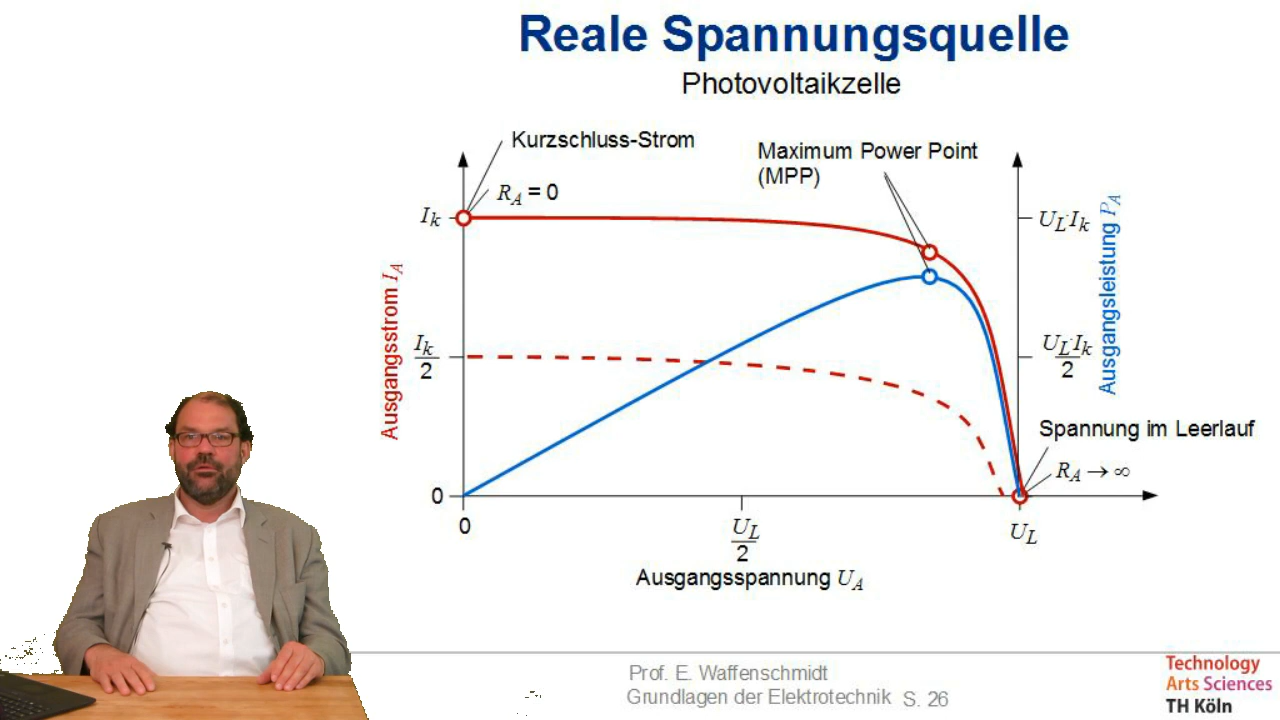 Reale Spannungsquelle
Photovoltaikzelle
Kurzschluss-Strom
Maximum Power Point
(MPP)
R_A = 0
I_k
U_L·I_k
Ausgangsstrom I_A
Ausgangsleistung P_A
I_k
2
U_L·I_k
2
Spannung im Leerlauf
R_A → ∞
0
0
U_L
2
U_L
Ausgangsspannung U_A
Prof. E. Waffenschmidt
Grundlagen der Elektrotechnik S. 26
Technology
Arts Sciences
TH Köln